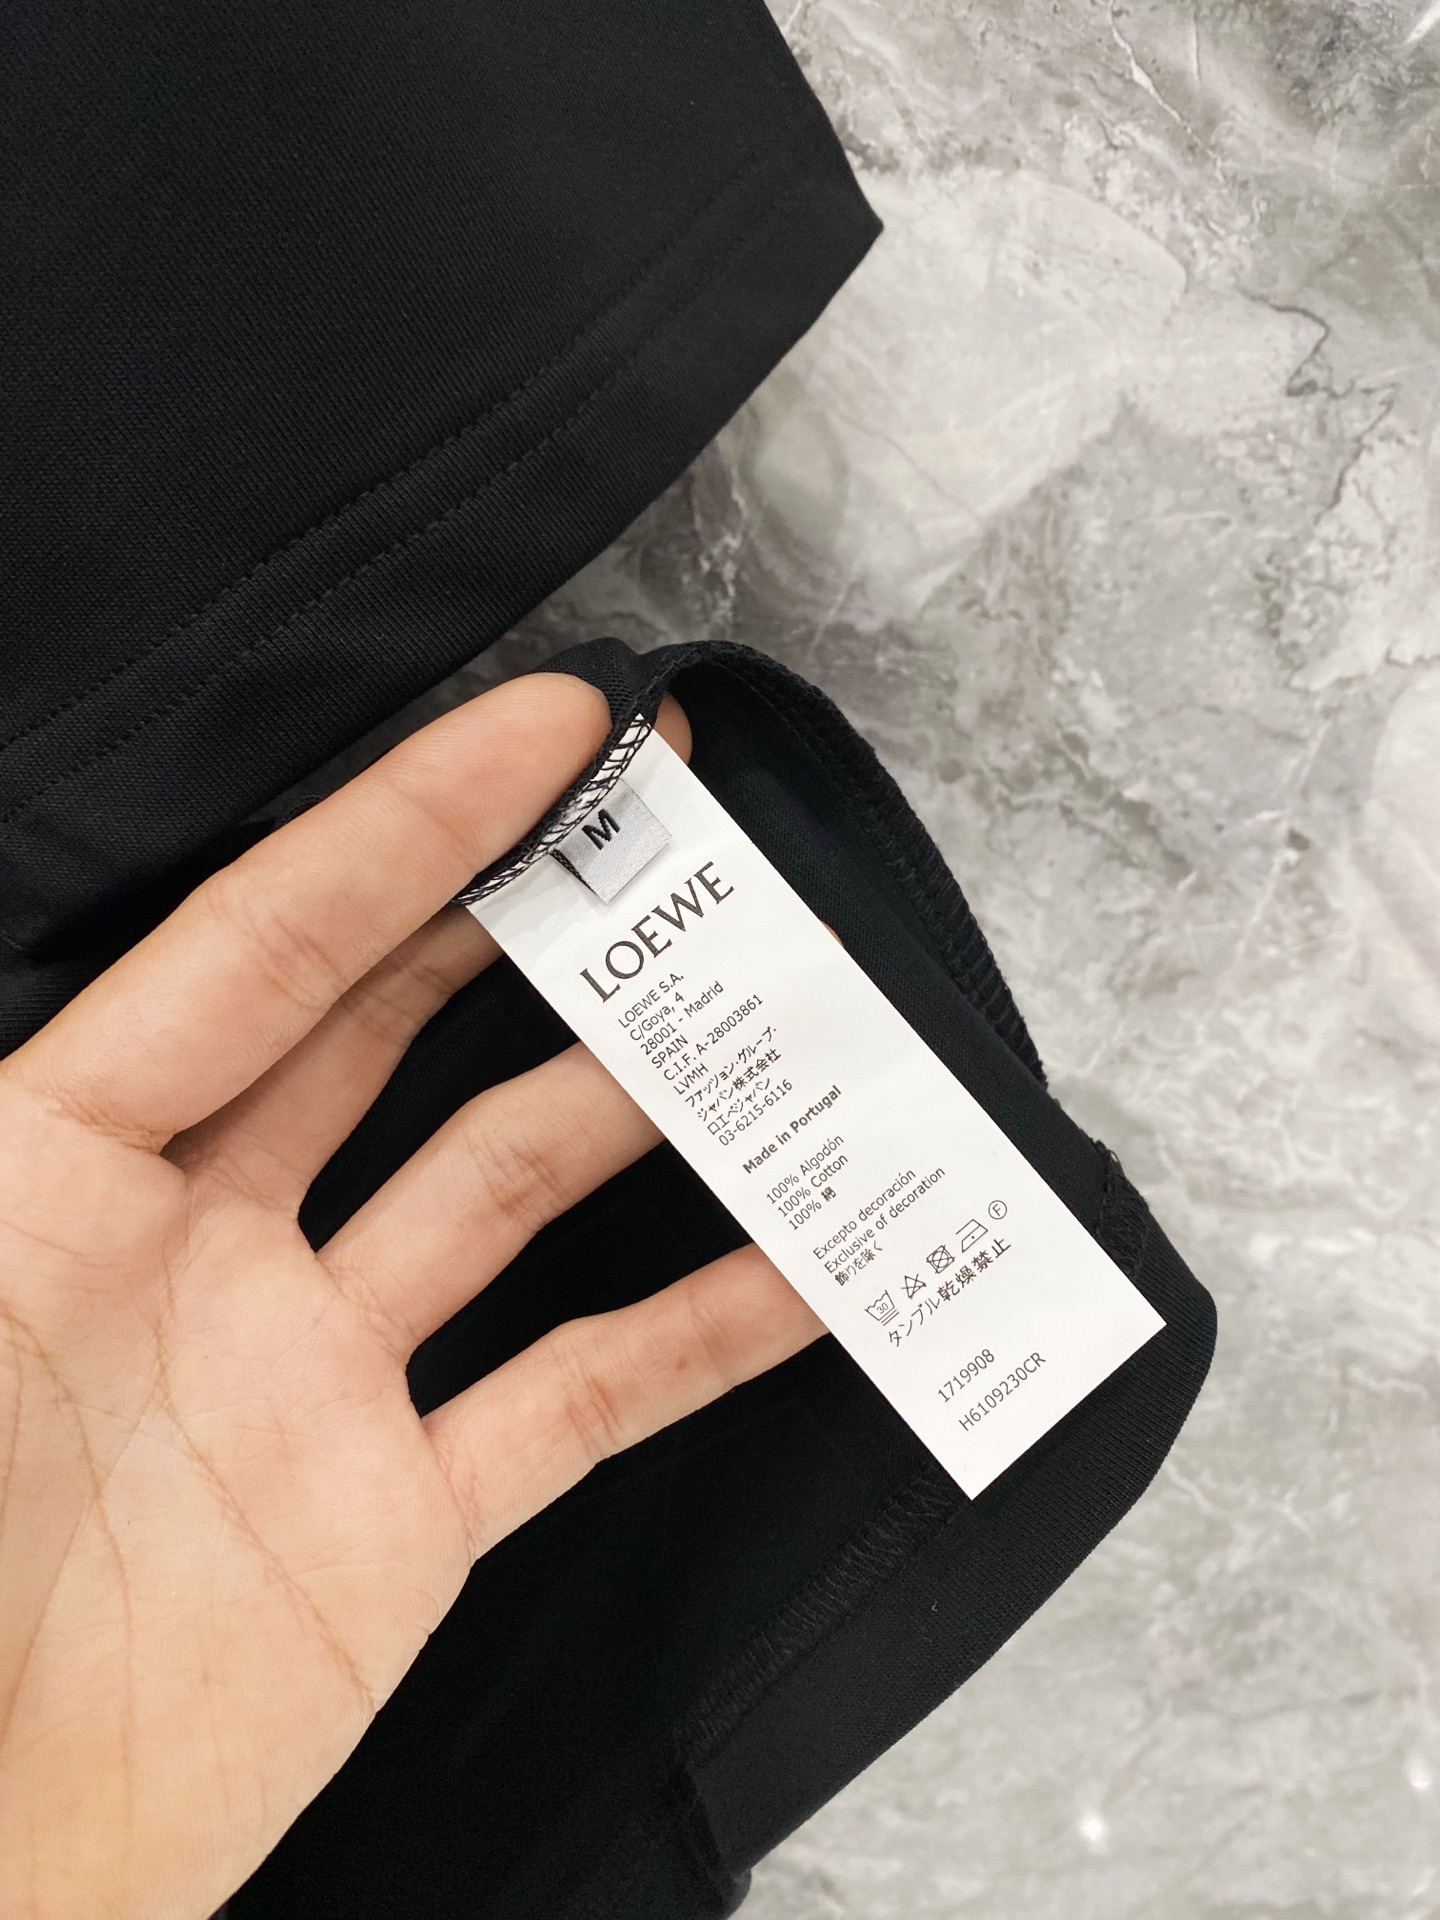 M
LOEWE
LOEWE S.A.
C/Goya, 4
28001 - Madrid
SPAIN
C.I.F. A-28003861
LVMH
ファッション・グループ・
ジャパン株式会社
ロエベジャパン
03-6215-6116
Made in Portugal
100% Algodón
100% Cotton
100% 綿
Excepto decoración
Exclusive of decoration
飾りを除く
30
F
タンブル乾燥禁止
1719908
H6109230CR